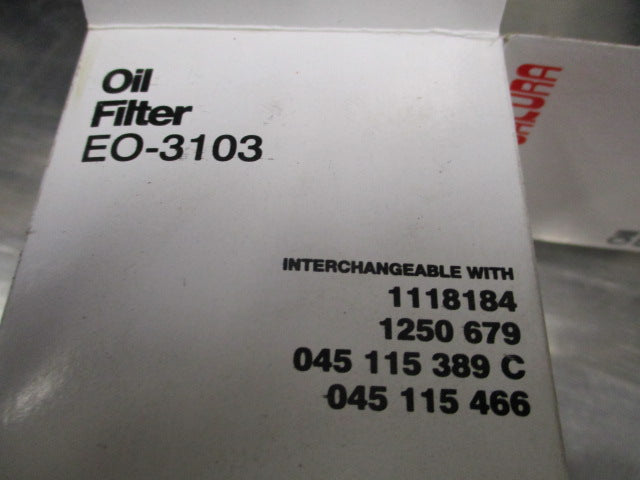 Oil
Filter
EO-3103
INTERCHANGEABLE WITH
1118184
1250 679
045 115 389 C
045 115 466